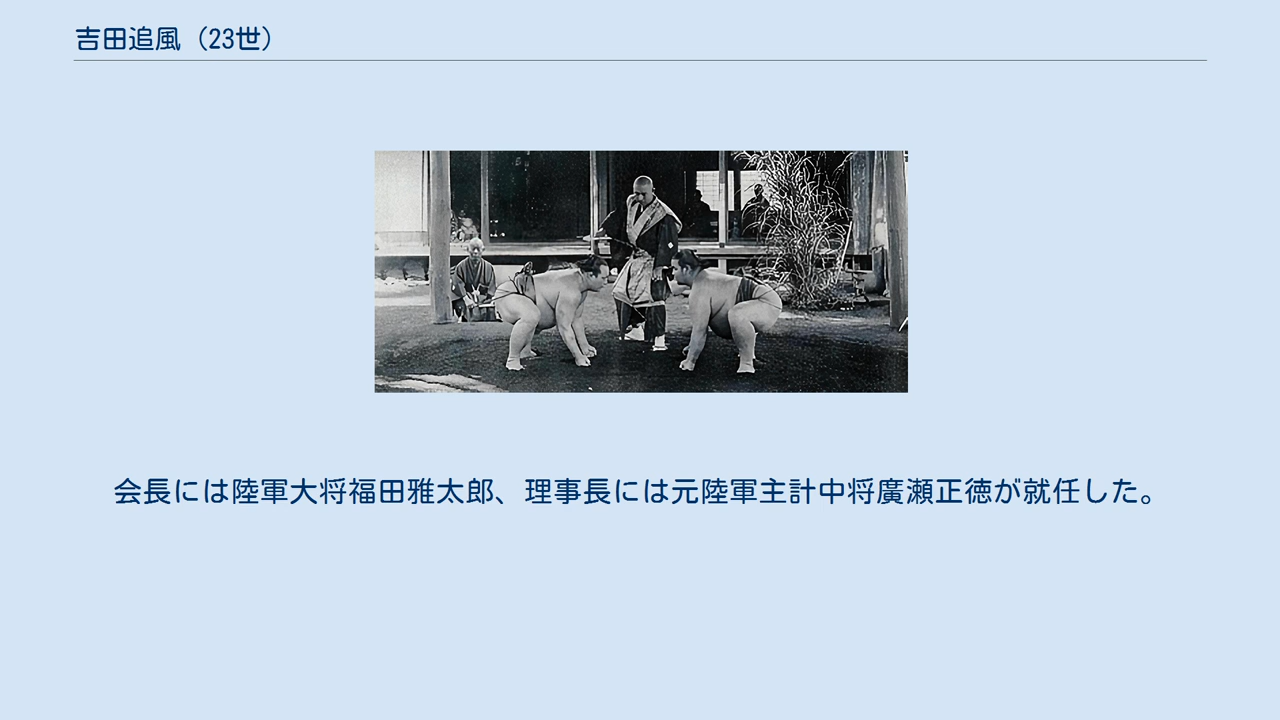 吉田追風（23世）
会長には陸軍大将福田雅太郎、理事長には元陸軍主計中将廣瀬正徳が就任した。